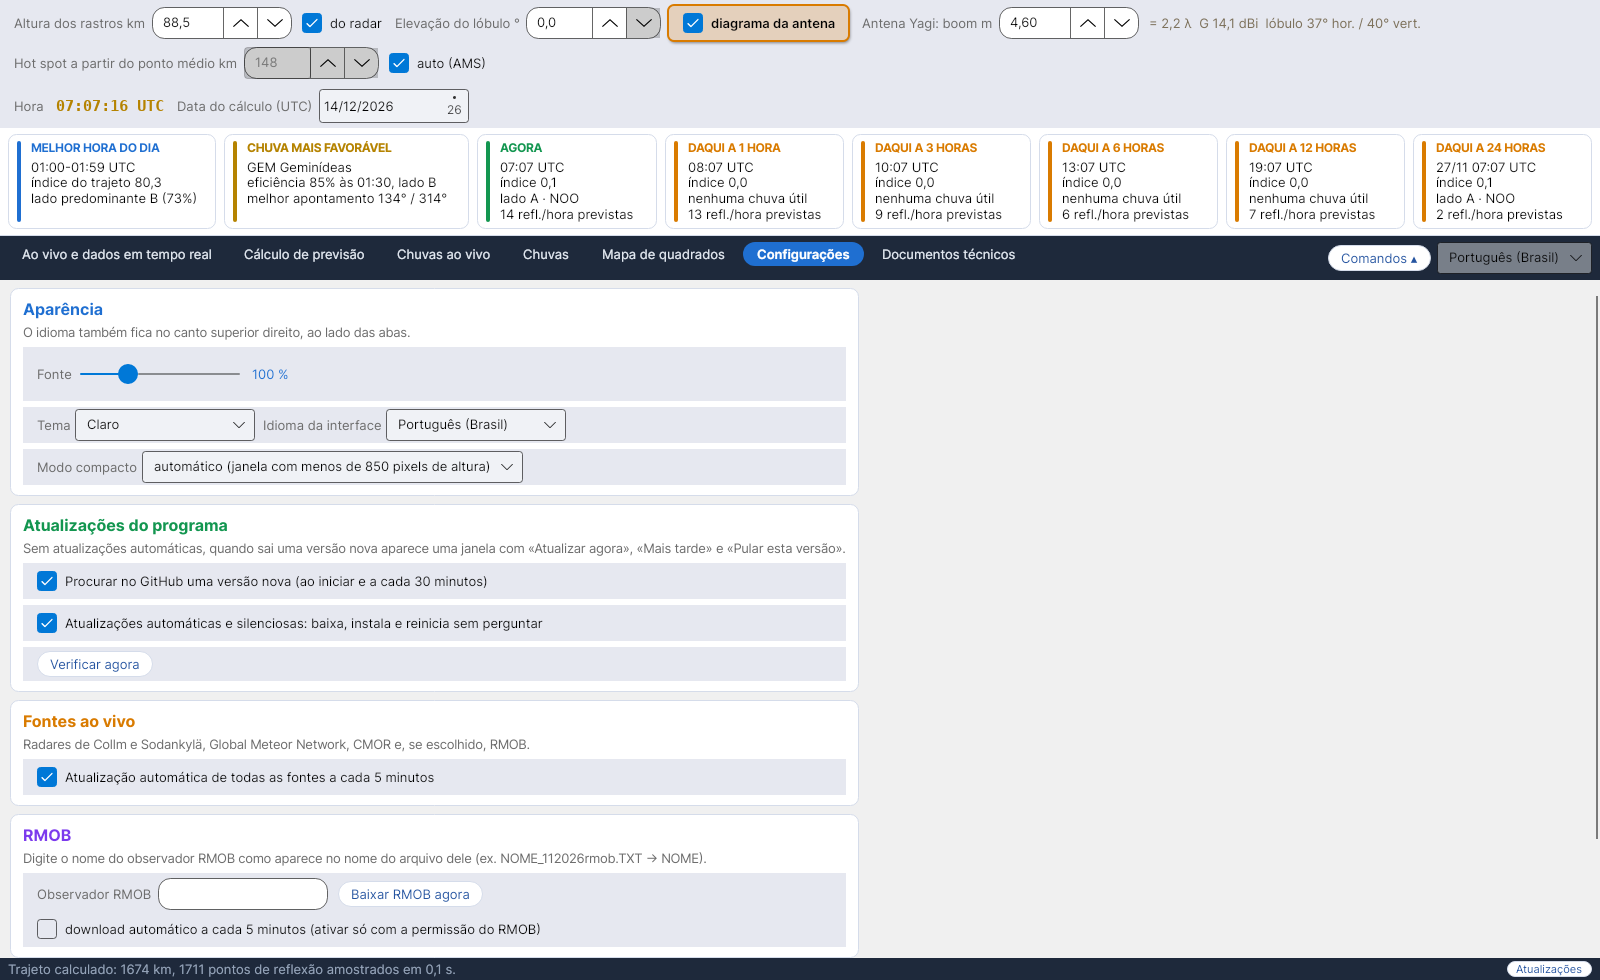 Altura dos rastros km 88,5 do radar Elevação do lóbulo ° 0,0 diagrama da antena Antena Yagi: boom m 4,60 = 2,2 λ G 14,1 dBi lóbulo 37° hor. / 40° vert.
Hot spot a partir do ponto médio km 148 auto (AMS)
Hora 07:07:16 UTC Data do cálculo (UTC) 14/12/2026 26
MELHOR HORA DO DIA
01:00-01:59 UTC
índice do trajeto 80,3
lado predominante B (73%)
CHUVA MAIS FAVORÁVEL
GEM Geminídeas
eficiência 85% às 01:30, lado B
melhor apontamento 134° / 314°
AGORA
07:07 UTC
índice 0,1
lado A · NOO
14 refl./hora previstas
DAQUI A 1 HORA
08:07 UTC
índice 0,0
nenhuma chuva útil
13 refl./hora previstas
DAQUI A 3 HORAS
10:07 UTC
índice 0,0
nenhuma chuva útil
9 refl./hora previstas
DAQUI A 6 HORAS
13:07 UTC
índice 0,0
nenhuma chuva útil
6 refl./hora previstas
DAQUI A 12 HORAS
19:07 UTC
índice 0,0
nenhuma chuva útil
7 refl./hora previstas
DAQUI A 24 HORAS
27/11 07:07 UTC
índice 0,1
lado A · NOO
2 refl./hora previstas
Ao vivo e dados em tempo real Cálculo de previsão Chuvas ao vivo Chuvas Mapa de quadrados Configurações Documentos técnicos Comandos ▴ Português (Brasil)
Aparência
O idioma também fica no canto superior direito, ao lado das abas.
Fonte 100 %
Tema Claro Idioma da interface Português (Brasil)
Modo compacto automático (janela com menos de 850 pixels de altura)
Atualizações do programa
Sem atualizações automáticas, quando sai uma versão nova aparece uma janela com «Atualizar agora», «Mais tarde» e «Pular esta versão».
Procurar no GitHub uma versão nova (ao iniciar e a cada 30 minutos)
Atualizações automáticas e silenciosas: baixa, instala e reinicia sem perguntar
Verificar agora
Fontes ao vivo
Radares de Collm e Sodankylä, Global Meteor Network, CMOR e, se escolhido, RMOB.
Atualização automática de todas as fontes a cada 5 minutos
RMOB
Digite o nome do observador RMOB como aparece no nome do arquivo dele (ex. NOME_112026rmob.TXT → NOME).
Observador RMOB Baixar RMOB agora
download automático a cada 5 minutos (ativar só com a permissão do RMOB)
Trajeto calculado: 1674 km, 1711 pontos de reflexão amostrados em 0,1 s. Atualizações